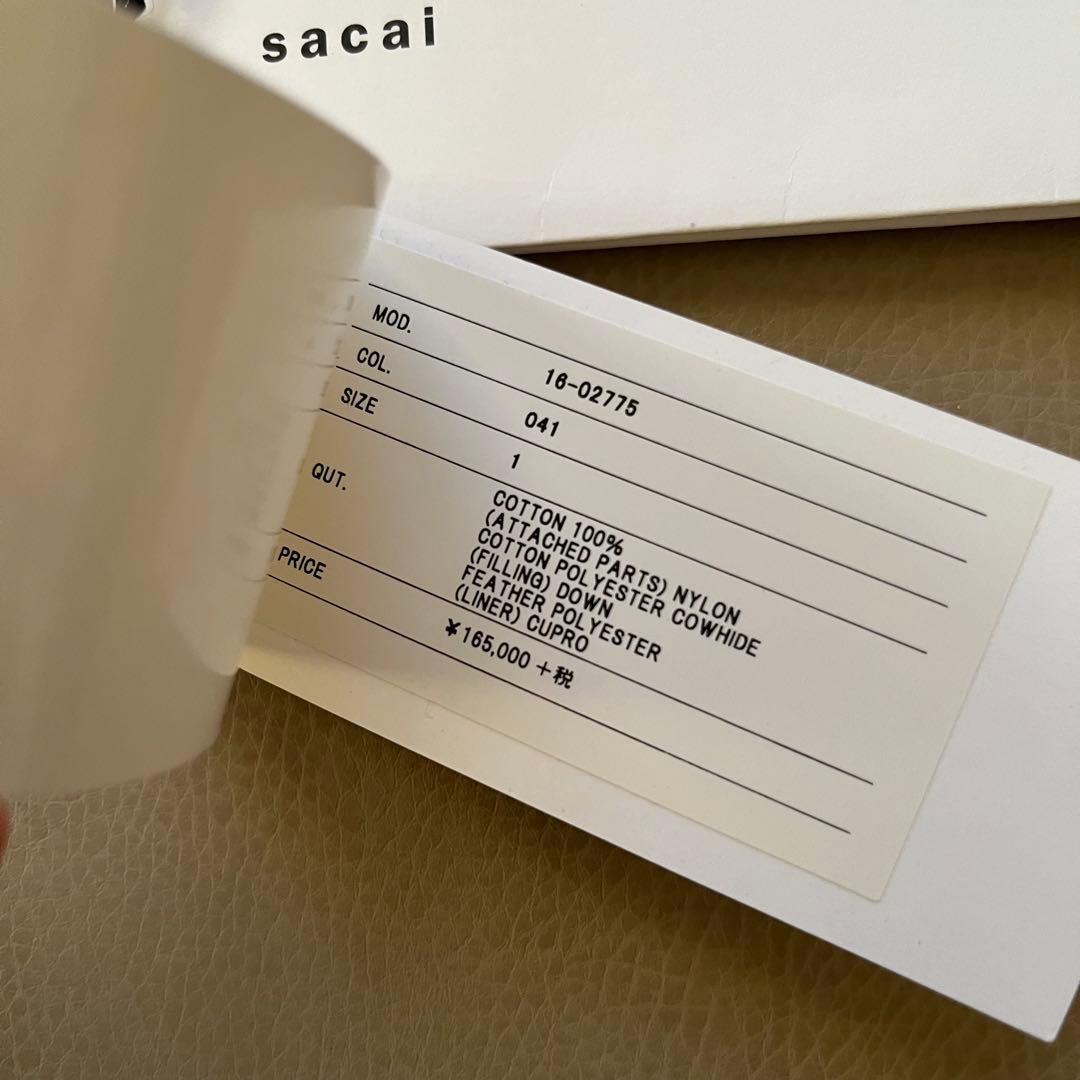 sacai
MOD. 16-02775
COL. 041
SIZE 1
QUT. COTTON 100%
(ATTACHED PARTS) NYLON
COTTON POLYESTER COWHIDE
(FILLING) DOWN
FEATHER POLYESTER
(LINER) CUPRO
PRICE ¥165,000+税